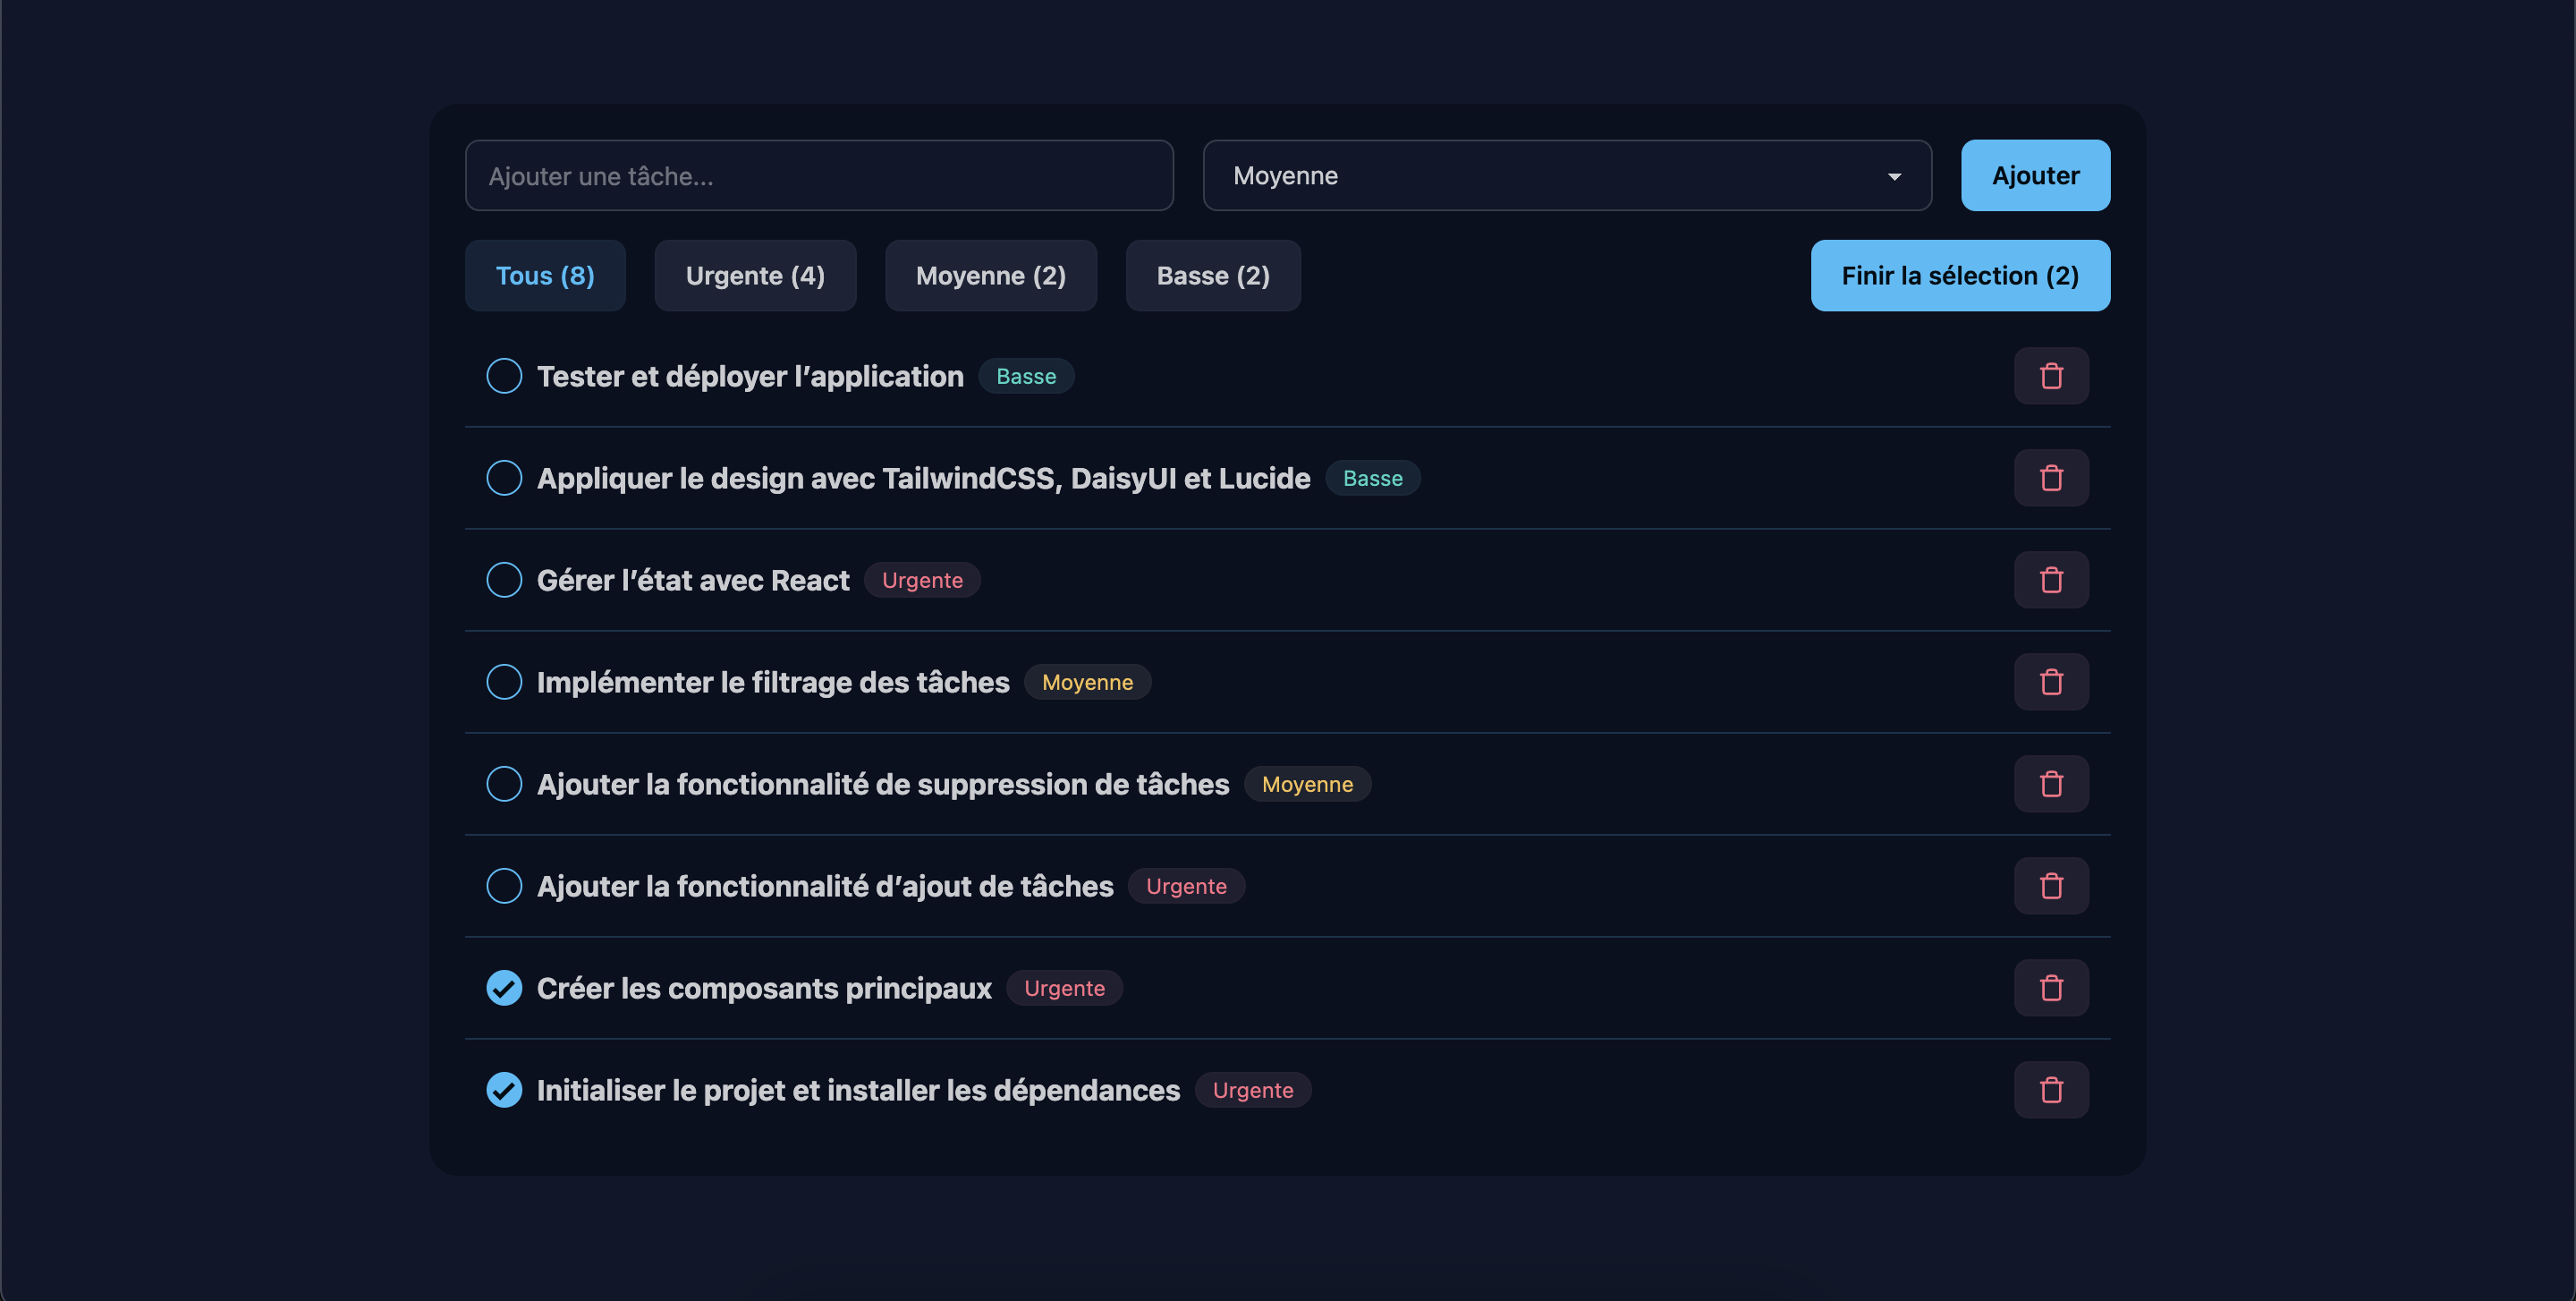 Ajouter une tâche...
Moyenne
Ajouter
Tous (8)
Urgente (4)
Moyenne (2)
Basse (2)
Finir la sélection (2)
Tester et déployer l’application Basse
Appliquer le design avec TailwindCSS, DaisyUI et Lucide Basse
Gérer l’état avec React Urgente
Implémenter le filtrage des tâches Moyenne
Ajouter la fonctionnalité de suppression de tâches Moyenne
Ajouter la fonctionnalité d’ajout de tâches Urgente
Créer les composants principaux Urgente
Initialiser le projet et installer les dépendances Urgente